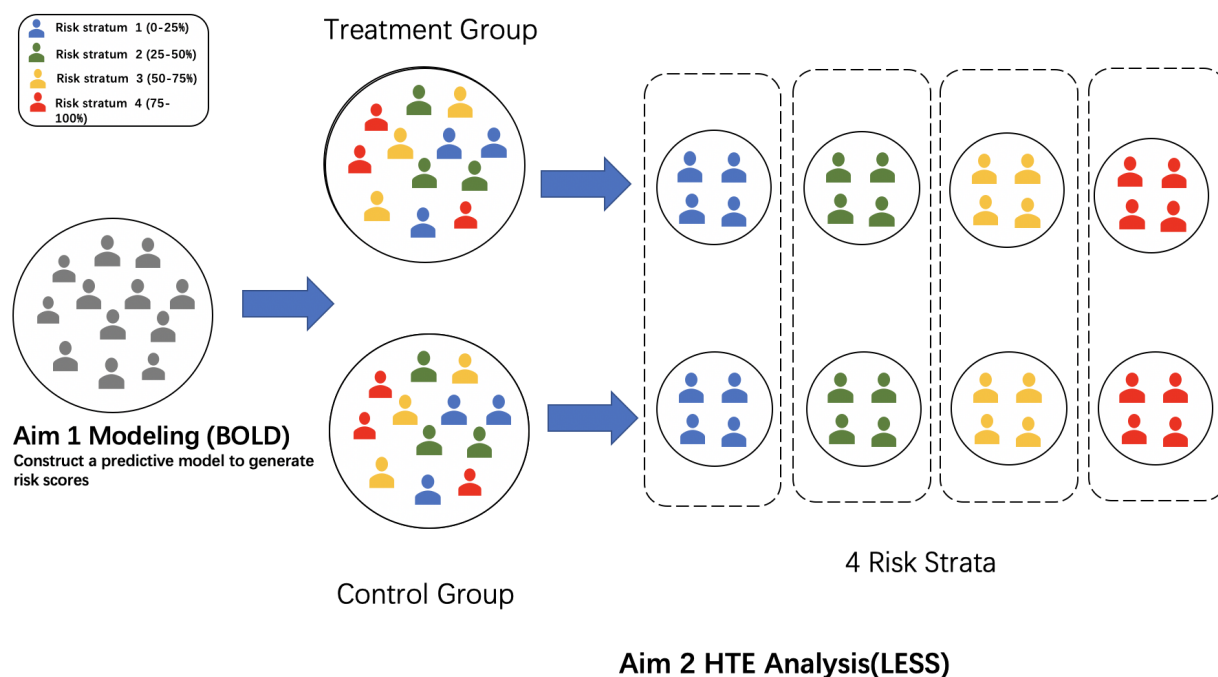 Risk stratum 1 (0-25%)
Risk stratum 2 (25-50%)
Risk stratum 3 (50-75%)
Risk stratum 4 (75-
100%)
Treatment Group
Aim 1 Modeling (BOLD)
Construct a predictive model to generate
risk scores
Control Group
4 Risk Strata
Aim 2 HTE Analysis(LESS)